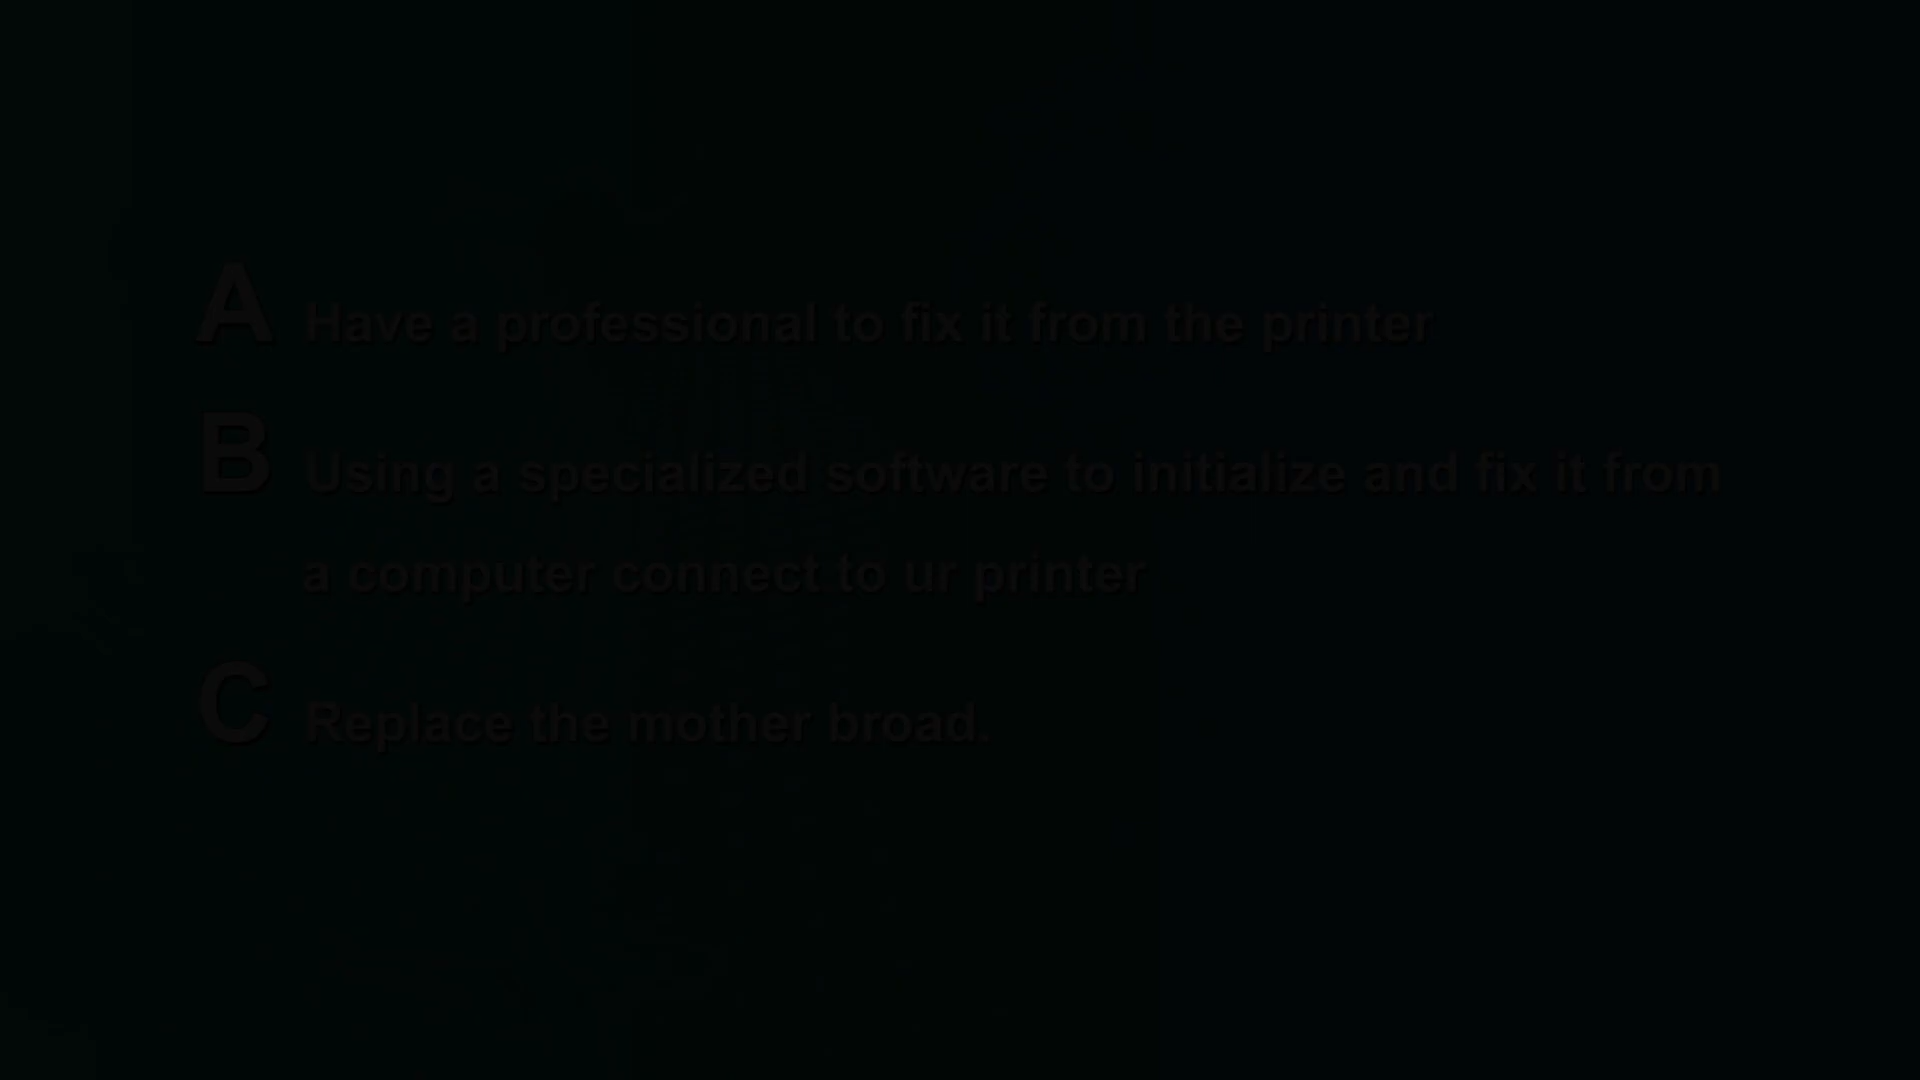 A Have a professional to fix it from the printer
B Using a specialized software to initialize and fix it from
a computer connect to ur printer
C Replace the mother broad.